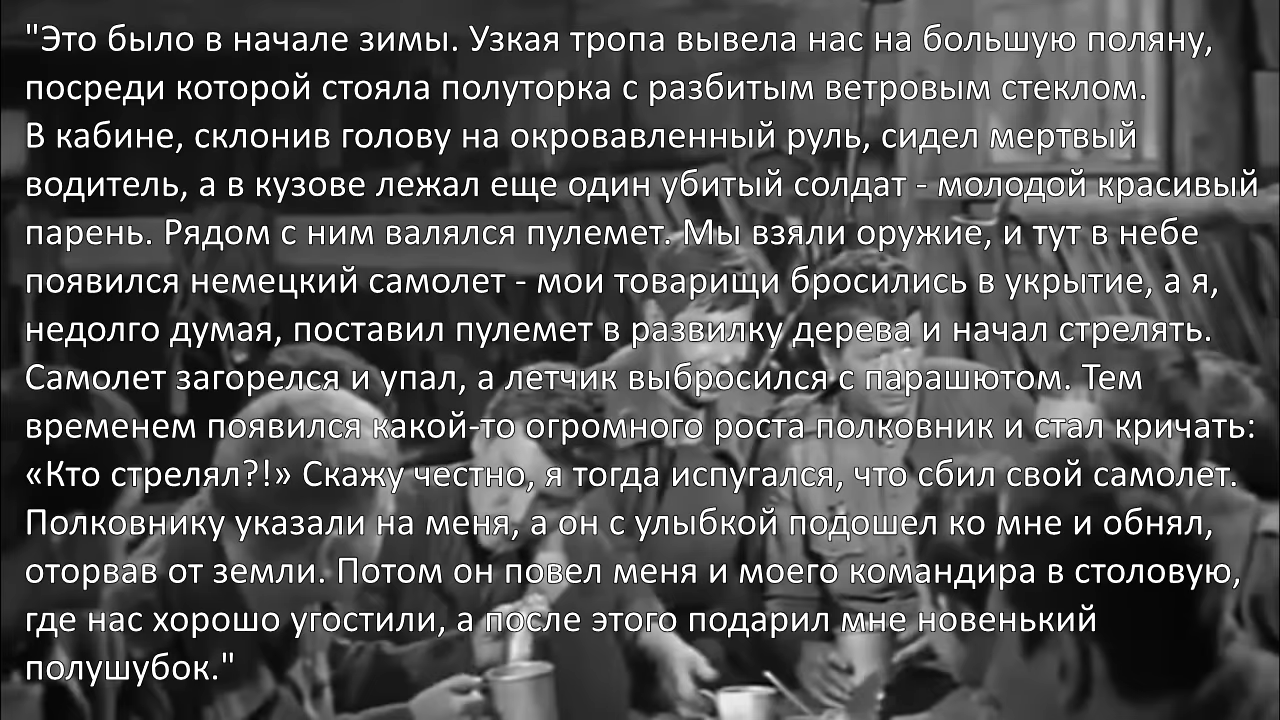 "Это было в начале зимы. Узкая тропа вывела нас на большую поляну,
посреди которой стояла полуторка с разбитым ветровым стеклом.
В кабине, склонив голову на окровавленный руль, сидел мертвый
водитель, а в кузове лежал еще один убитый солдат - молодой красивый
парень. Рядом с ним валялся пулемет. Мы взяли оружие, и тут в небе
появился немецкий самолет - мои товарищи бросились в укрытие, а я,
недолго думая, поставил пулемет в развилку дерева и начал стрелять.
Самолет загорелся и упал, а летчик выбросился с парашютом. Тем
временем появился какой-то огромного роста полковник и стал кричать:
«Кто стрелял?!» Скажу честно, я тогда испугался, что сбил свой самолет.
Полковнику указали на меня, а он с улыбкой подошел ко мне и обнял,
оторвав от земли. Потом он повел меня и моего командира в столовую,
где нас хорошо угостили, а после этого подарил мне новенький
полушубок."